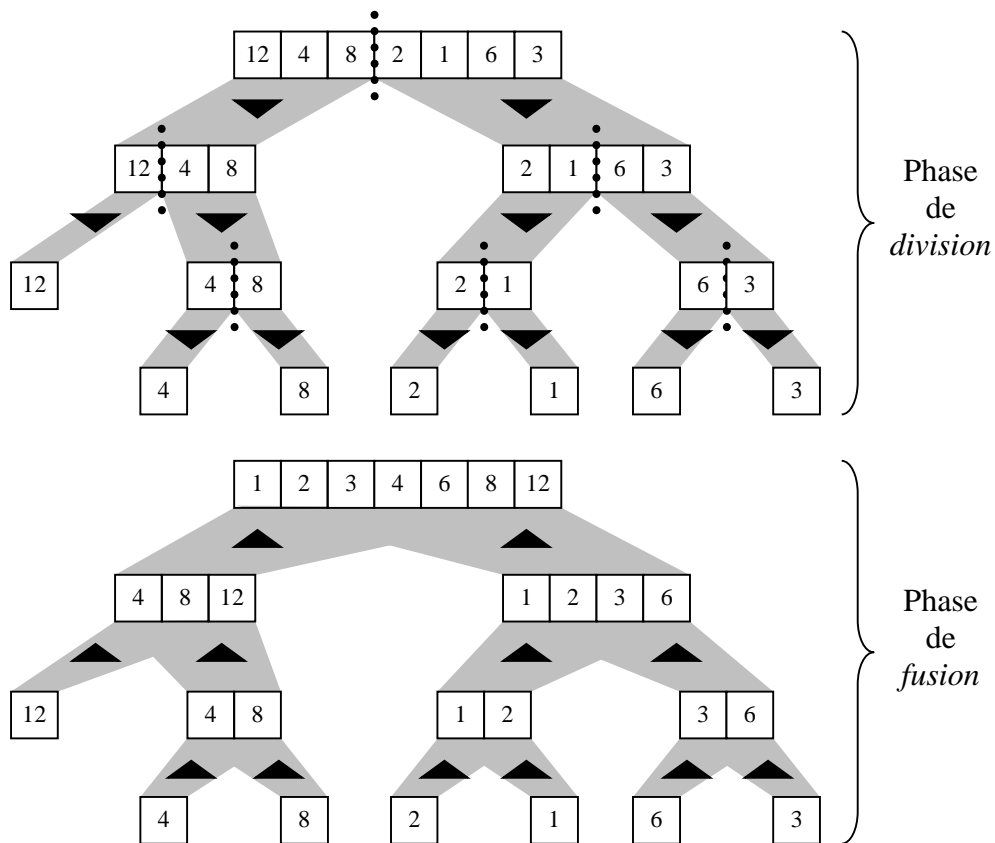 12 4 8 2 1 6 3
12 4 8 2 1 6 3
Phase
de
division
12 4 8 2 1 6 3
4 8 2 1 6 3
1 2 3 4 6 8 12
4 8 12 1 2 3 6
Phase
de
fusion
12 4 8 1 2 3 6
4 8 2 1 6 3